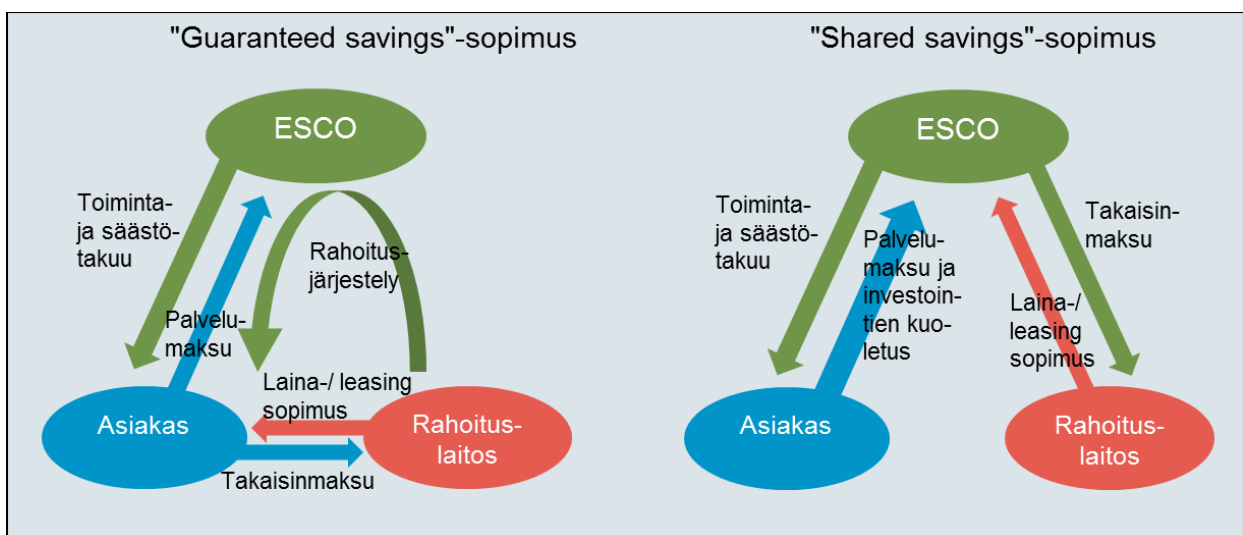 "Guaranteed savings"-sopimus
ESCO
Toiminta-
ja säästö-
takuu
Rahoitus-
järjestely
Palvelu-
maksu
Laina-/ leasing
sopimus
Asiakas
Rahoitus-
laitos
Takaisinmaksu
"Shared savings"-sopimus
ESCO
Toiminta-
ja säästö-
takuu
Palvelu-
maksu ja
investoin-
tien kuo-
letus
Takaisin-
maksu
Laina-/
leasing
sopimus
Asiakas
Rahoitus-
laitos